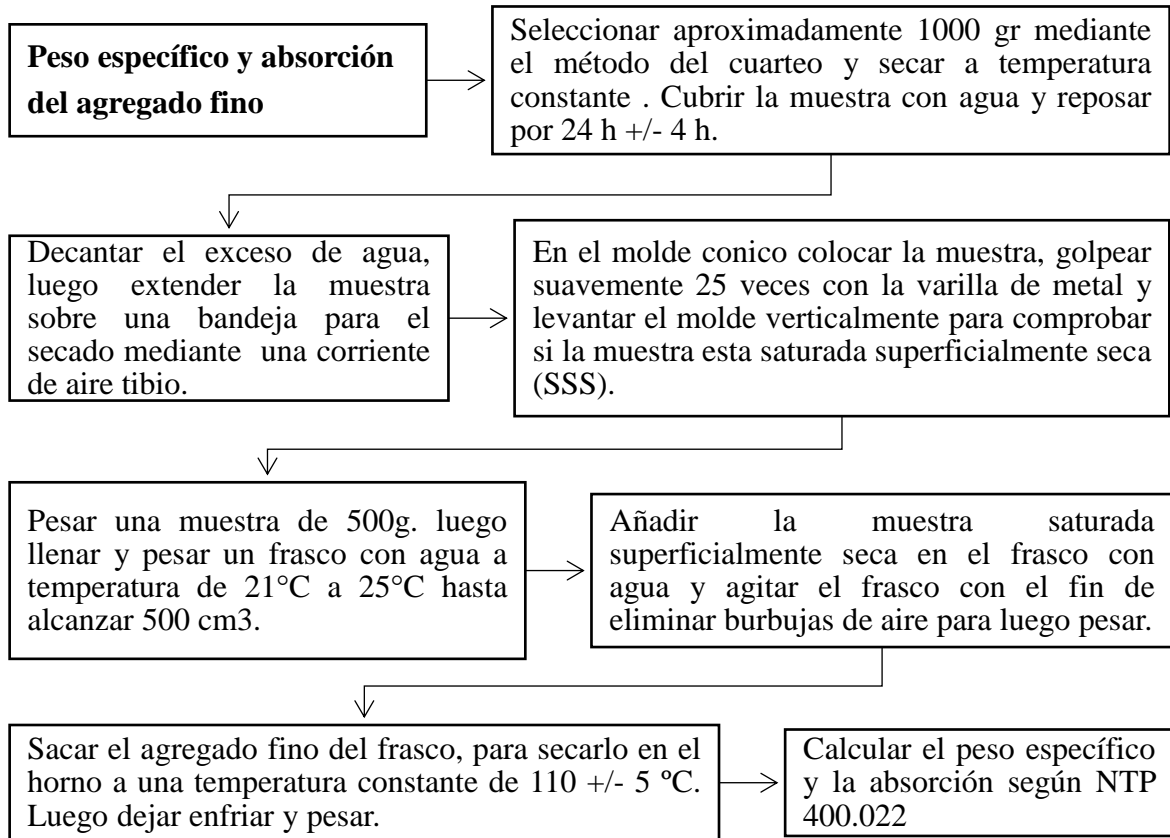 Peso específico y absorción
del agregado fino
Seleccionar aproximadamente 1000 gr mediante
el método del cuarteo y secar a temperatura
constante . Cubrir la muestra con agua y reposar
por 24 h +/- 4 h.
Decantar el exceso de agua,
luego extender la muestra
sobre una bandeja para el
secado mediante una corriente
de aire tibio.
En el molde conico colocar la muestra, golpear
suavemente 25 veces con la varilla de metal y
levantar el molde verticalmente para comprobar
si la muestra esta saturada superficialmente seca
(SSS).
Pesar una muestra de 500g. luego
llenar y pesar un frasco con agua a
temperatura de 21°C a 25°C hasta
alcanzar 500 cm3.
Añadir la muestra saturada
superficialmente seca en el frasco con
agua y agitar el frasco con el fin de
eliminar burbujas de aire para luego pesar.
Sacar el agregado fino del frasco, para secarlo en el
horno a una temperatura constante de 110 +/- 5 ºC.
Luego dejar enfriar y pesar.
Calcular el peso específico
y la absorción según NTP
400.022